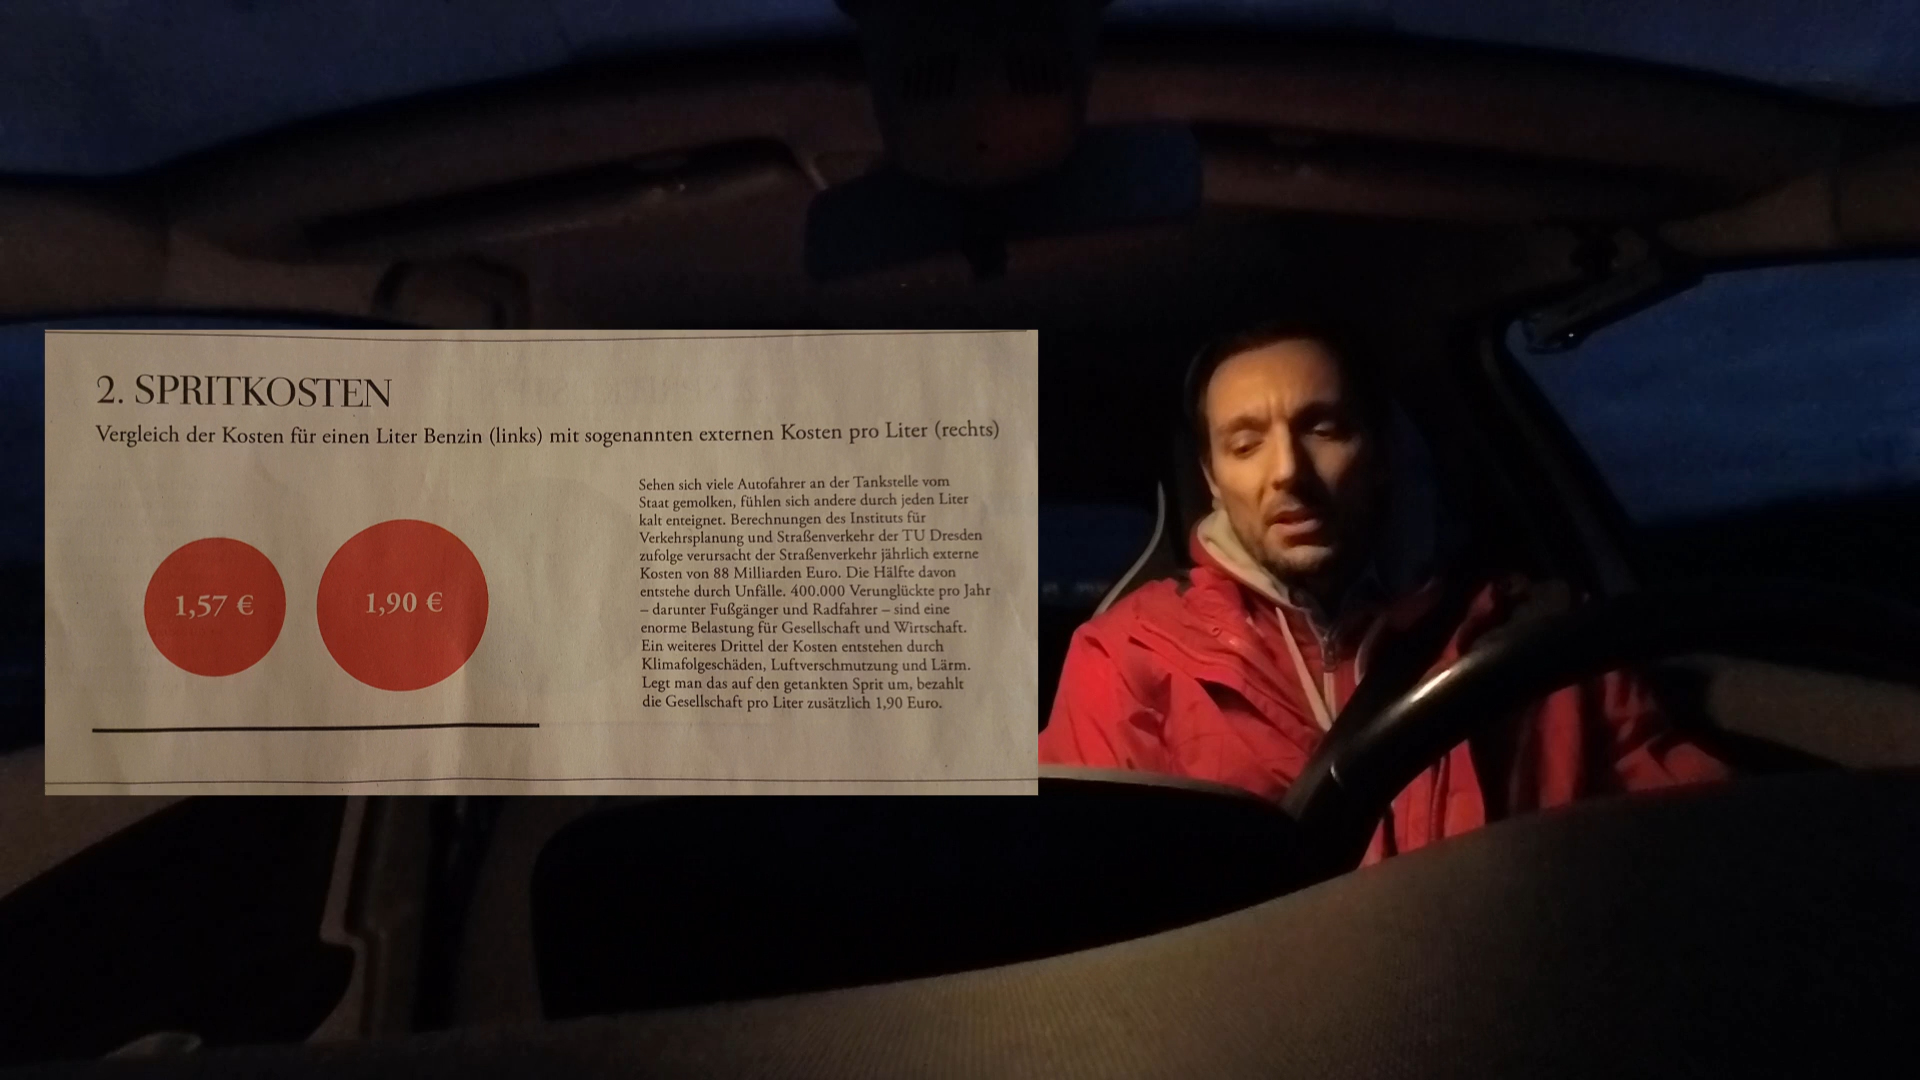 2. SPRITKOSTEN
Vergleich der Kosten für einen Liter Benzin (links) mit sogenannten externen Kosten pro Liter (rechts)
1,57 €
1,90 €
Sehen sich viele Autofahrer an der Tankstelle vom
Staat gemolken, fühlen sich andere durch jeden Liter
kalt enteignet. Berechnungen des Instituts für
Verkehrsplanung und Straßenverkehr der TU Dresden
zufolge verursacht der Straßenverkehr jährlich externe
Kosten von 88 Milliarden Euro. Die Hälfte davon
entstehe durch Unfälle. 400.000 Verunglückte pro Jahr
– darunter Fußgänger und Radfahrer – sind eine
enorme Belastung für Gesellschaft und Wirtschaft.
Ein weiteres Drittel der Kosten entstehen durch
Klimafolgeschäden, Luftverschmutzung und Lärm.
Legt man das auf den getankten Sprit um, bezahlt
die Gesellschaft pro Liter zusätzlich 1,90 Euro.